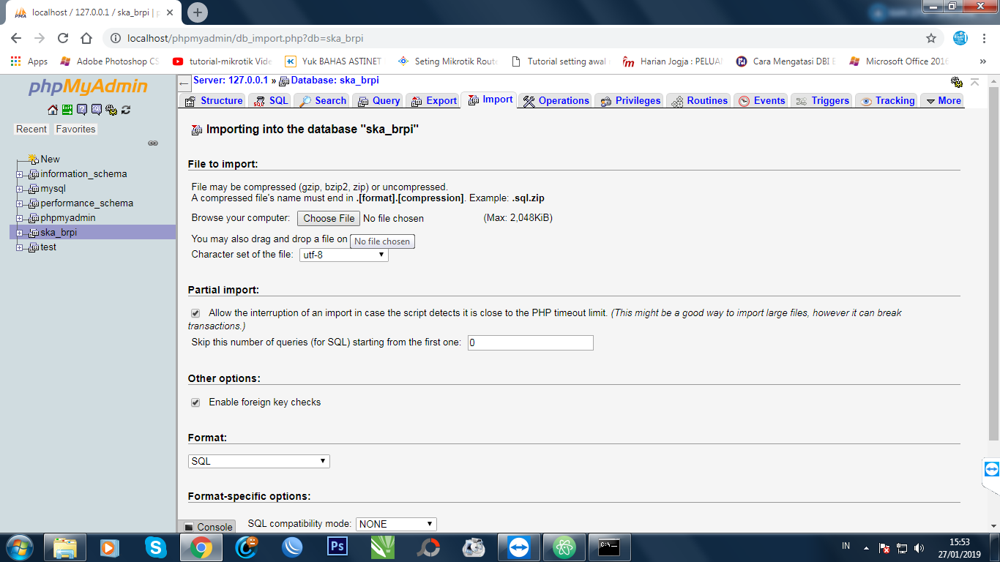 localhost / 127.0.0.1 / ska_brpi |
localhost/phpmyadmin/db_import.php?db=ska_brpi
Apps Adobe Photoshop CS tutorial-mikrotik Vide Yuk BAHAS ASTINET Seting Mikrotik Route Tutorial setting awal Harian Jogja : PELUA Cara Mengatasi DBI E Microsoft Office 2016 »
phpMyAdmin
Recent Favorites
New
information_schema
mysql
performance_schema
phpmyadmin
ska_brpi
test
Server: 127.0.0.1 » Database: ska_brpi
Structure SQL Search Query Export Import Operations Privileges Routines Events Triggers Tracking More
Importing into the database "ska_brpi"
File to import:
File may be compressed (gzip, bzip2, zip) or uncompressed.
A compressed file's name must end in .[format].[compression]. Example: .sql.zip
Browse your computer: Choose File No file chosen (Max: 2,048KiB)
You may also drag and drop a file on
No file chosen
Character set of the file: utf-8
Partial import:
Allow the interruption of an import in case the script detects it is close to the PHP timeout limit. (This might be a good way to import large files, however it can break
transactions.)
Skip this number of queries (for SQL) starting from the first one: 0
Other options:
Enable foreign key checks
Format:
SQL
Format-specific options:
SQL compatibility mode: NONE
Console
IN
15:53
27/01/2019